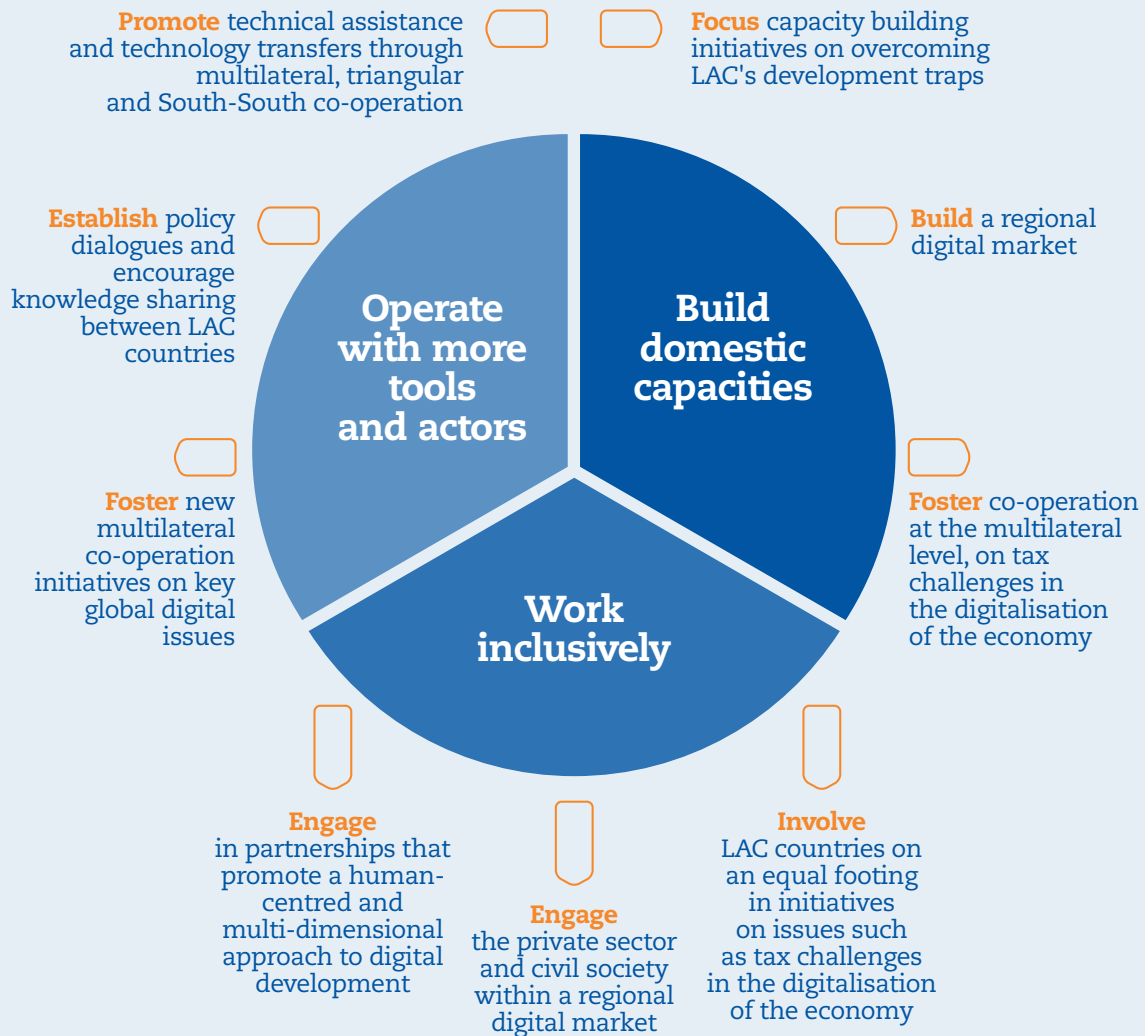 Promote technical assistance
and technology transfers through
multilateral, triangular
and South-South co-operation
Focus capacity building
initiatives on overcoming
LAC's development traps
Establish policy
dialogues and
encourage
knowledge sharing
between LAC
countries
Build a regional
digital market
Operate
with more
tools
and actors
Build
domestic
capacities
Foster new
multilateral
co-operation
initiatives on key
global digital
issues
Foster co-operation
at the multilateral
level, on tax
challenges in
the digitalisation
of the economy
Work
inclusively
Engage
in partnerships that
promote a human-
centred and
multi-dimensional
approach to digital
development
Engage
the private sector
and civil society
within a regional
digital market
Involve
LAC countries on
an equal footing
in initiatives
on issues such
as tax challenges
in the digitalisation
of the economy